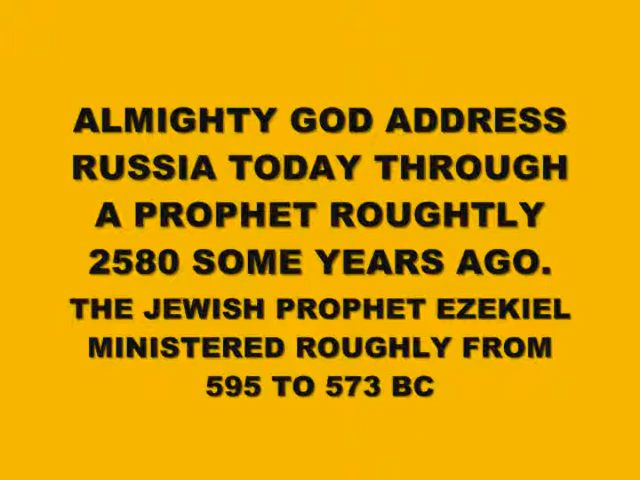 ALMIGHTY GOD ADDRESS
RUSSIA TODAY THROUGH
A PROPHET ROUGHTLY
2580 SOME YEARS AGO.
THE JEWISH PROPHET EZEKIEL
MINISTERED ROUGHLY FROM
595 TO 573 BC